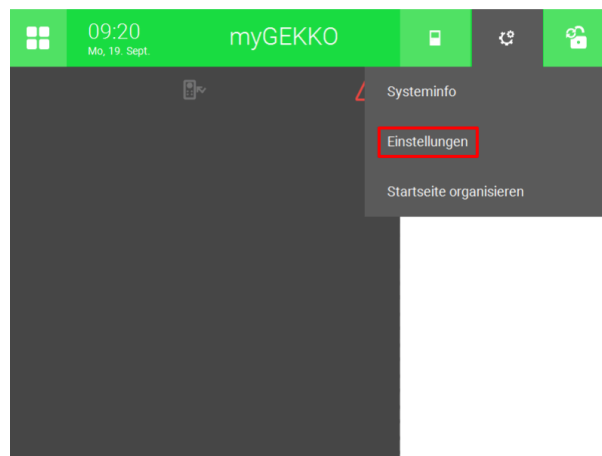 09:20
Mo, 19. Sept.
myGEKKO
Systeminfo
Einstellungen
Startseite organisieren